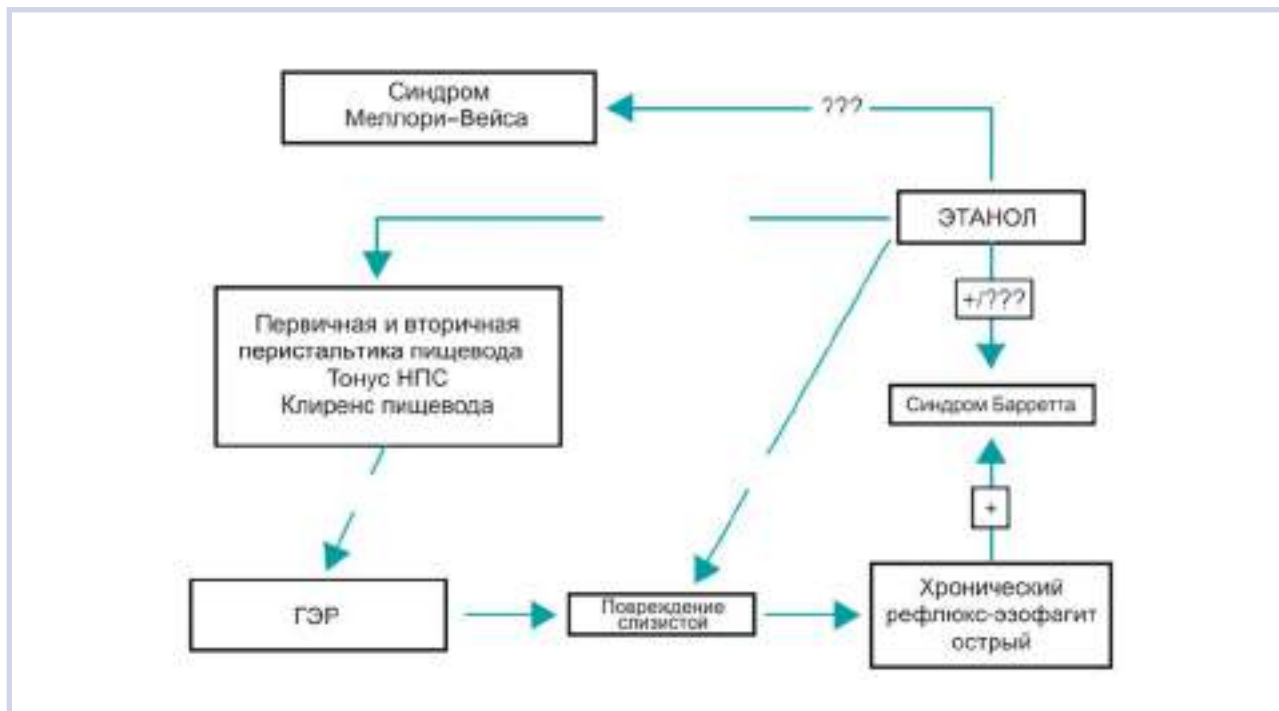 Синдром
Меллори–Вейса
???
ЭТАНОЛ
+/???
Первичная и вторичная
перистальтика пищевода
Тонус НПС
Клиренс пищевода
Синдром Барретта
+
ГЭР
Повреждение
слизистой
Хронический
рефлюкс-эзофагит
острый